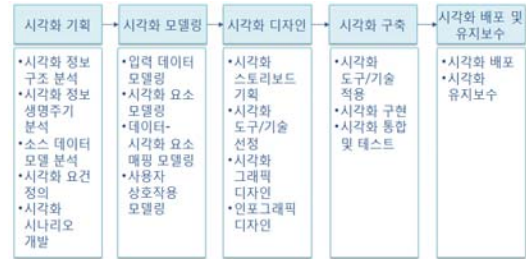 시각화 기획
시각화 모델링
시각화 디자인
시각화 구축
시각화 배포 및
유지보수
•시각화 정보
구조 분석
•시각화 정보
생명주기
분석
•소스 데이터
모델 분석
•시각화 요건
정의
•시각화
시나리오
개발
•입력 데이터
모델링
•시각화 요소
모델링
•데이터-
시각화 요소
매핑 모델링
•사용자
상호작용
모델링
•시각화
스토리보드
기획
•시각화
도구/기술
선정
•시각화
그래픽
디자인
•인포그래픽
디자인
•시각화
도구/기술
적용
•시각화 구현
•시각화 통합
및 테스트
•시각화 배포
•시각화
유지보수